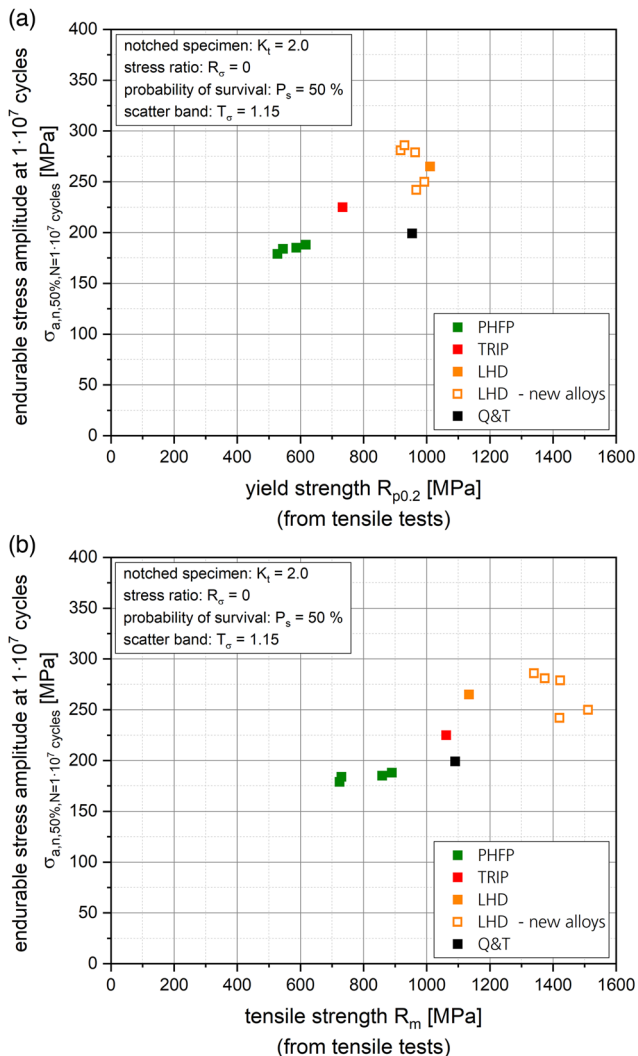 (a)
400
350
300
250
200
150
100
50
0
endurable stress amplitude at 1·10⁷ cycles
σₐ,ₙ,₅₀%,N=1·10⁷ cycles [MPa]
notched specimen: Kₜ = 2.0
stress ratio: R_σ = 0
probability of survival: Pₛ = 50 %
scatter band: T_σ = 1.15
PHFP
TRIP
LHD
LHD - new alloys
Q&T
0 200 400 600 800 1000 1200 1400 1600
yield strength Rp0.2 [MPa]
(from tensile tests)
(b)
400
350
300
250
200
150
100
50
0
endurable stress amplitude at 1·10⁷ cycles
σₐ,ₙ,₅₀%,N=1·10⁷ cycles [MPa]
notched specimen: Kₜ = 2.0
stress ratio: R_σ = 0
probability of survival: Pₛ = 50 %
scatter band: T_σ = 1.15
PHFP
TRIP
LHD
LHD - new alloys
Q&T
0 200 400 600 800 1000 1200 1400 1600
tensile strength Rₘ [MPa]
(from tensile tests)